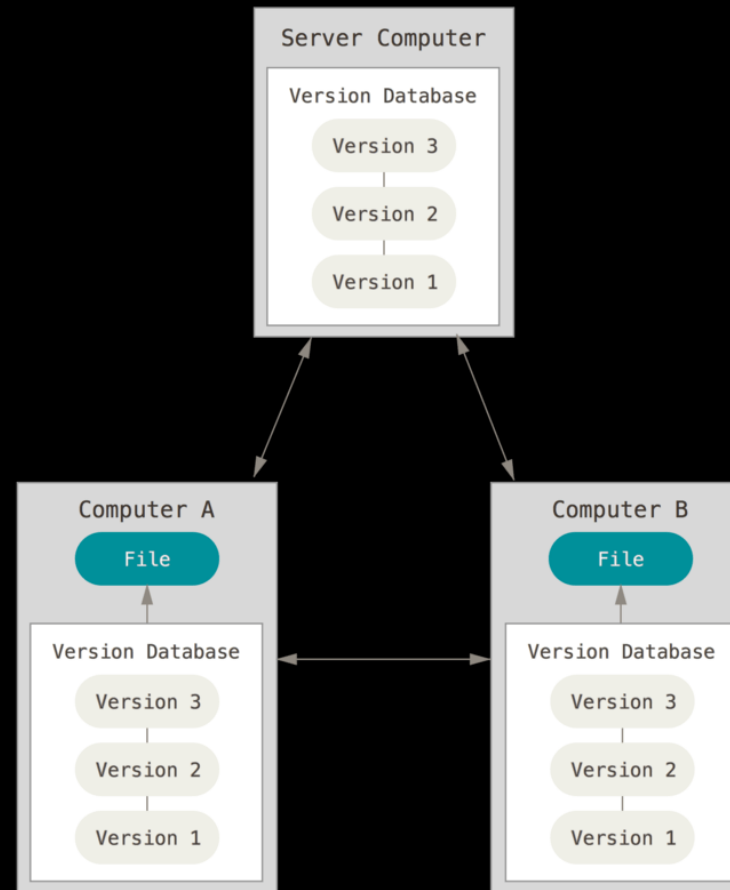 Server Computer
Version Database
Version 3
Version 2
Version 1
Computer A
File
Version Database
Version 3
Version 2
Version 1
Computer B
File
Version Database
Version 3
Version 2
Version 1